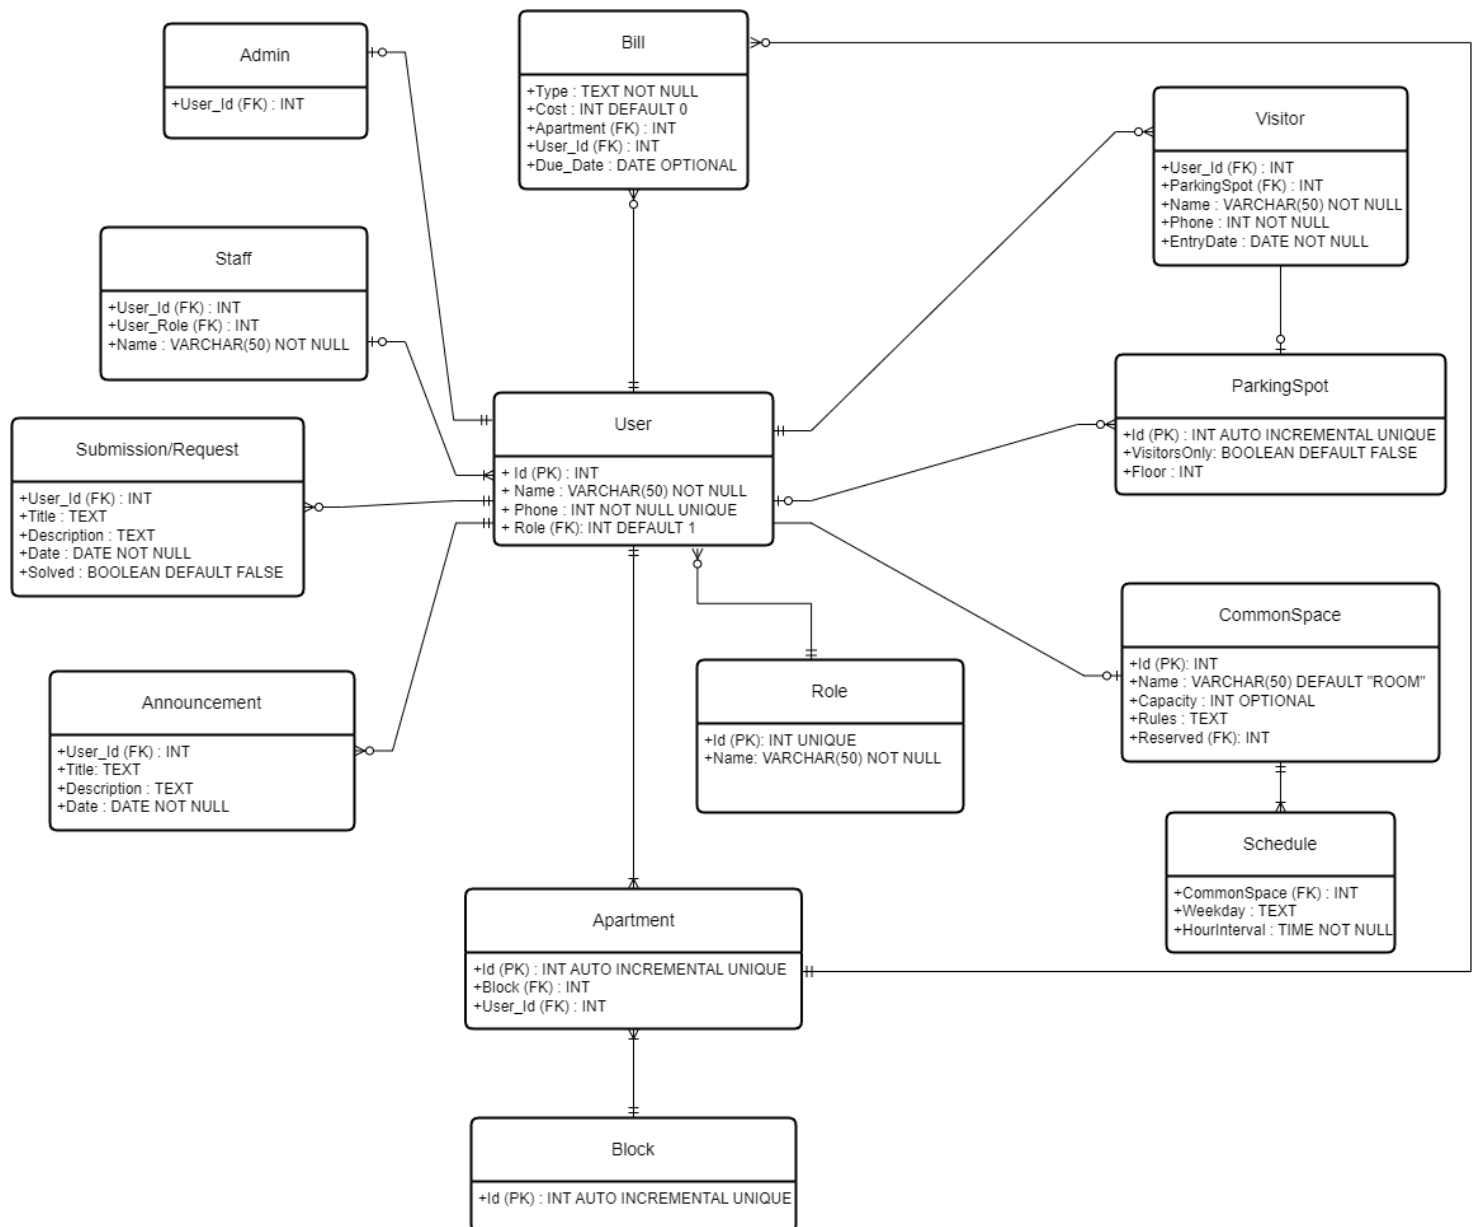 Admin
+User_Id (FK) : INT
Bill
+Type : TEXT NOT NULL
+Cost : INT DEFAULT 0
+Apartment (FK) : INT
+User_Id (FK) : INT
+Due_Date : DATE OPTIONAL
Visitor
+User_Id (FK) : INT
+ParkingSpot (FK) : INT
+Name : VARCHAR(50) NOT NULL
+Phone : INT NOT NULL
+EntryDate : DATE NOT NULL
Staff
+User_Id (FK) : INT
+User_Role (FK) : INT
+Name : VARCHAR(50) NOT NULL
ParkingSpot
+Id (PK) : INT AUTO INCREMENTAL UNIQUE
+VisitorsOnly: BOOLEAN DEFAULT FALSE
+Floor : INT
User
+ Id (PK) : INT
+ Name : VARCHAR(50) NOT NULL
+ Phone : INT NOT NULL UNIQUE
+ Role (FK): INT DEFAULT 1
Submission/Request
+User_Id (FK) : INT
+Title : TEXT
+Description : TEXT
+Date : DATE NOT NULL
+Solved : BOOLEAN DEFAULT FALSE
CommonSpace
+Id (PK): INT
+Name : VARCHAR(50) DEFAULT "ROOM"
+Capacity : INT OPTIONAL
+Rules : TEXT
+Reserved (FK): INT
Announcement
+User_Id (FK) : INT
+Title: TEXT
+Description : TEXT
+Date : DATE NOT NULL
Role
+Id (PK): INT UNIQUE
+Name: VARCHAR(50) NOT NULL
Schedule
+CommonSpace (FK) : INT
+Weekday : TEXT
+HourInterval : TIME NOT NULL
Apartment
+Id (PK) : INT AUTO INCREMENTAL UNIQUE
+Block (FK) : INT
+User_Id (FK) : INT
Block
+Id (PK) : INT AUTO INCREMENTAL UNIQUE